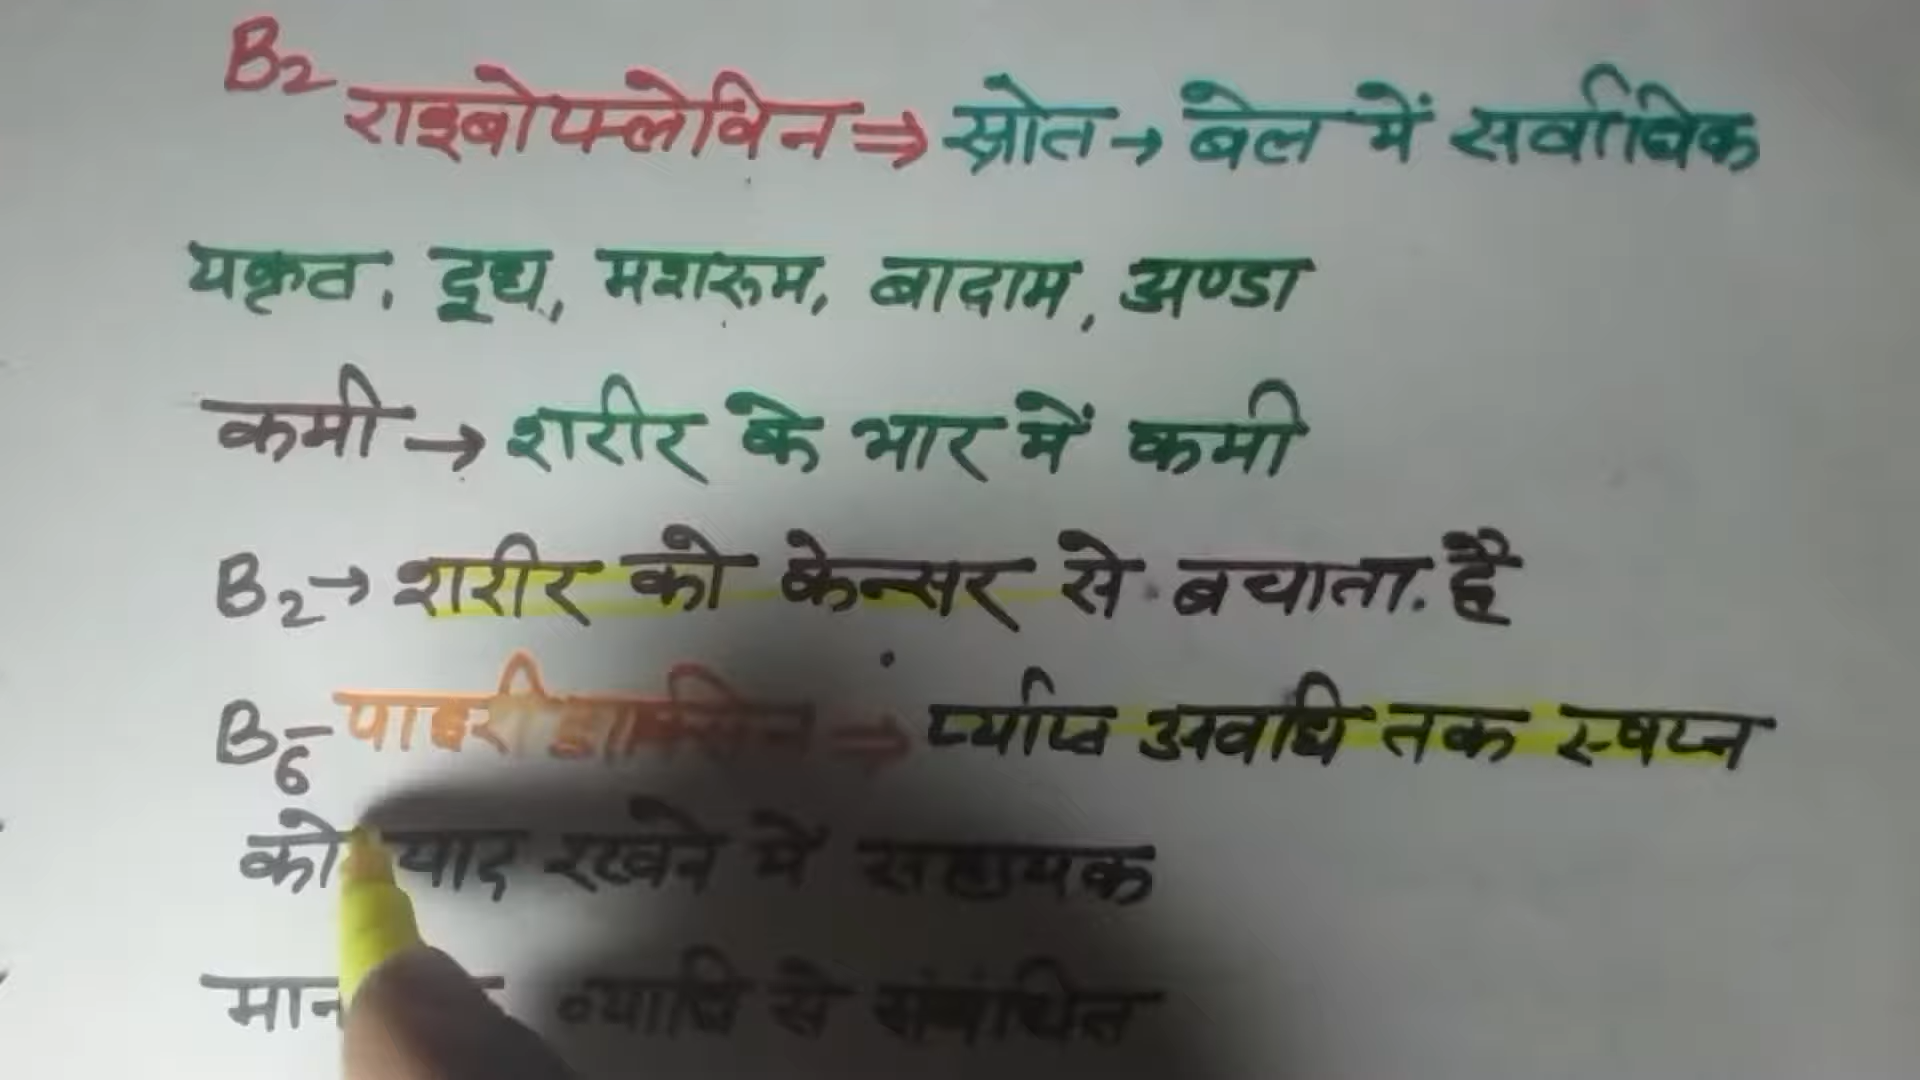 B2 राइबोफ्लेविन ⇒ स्रोत → बेल में सर्वाधिक
यकृत, दूध, मशरूम, बादाम, अण्डा
कमी → शरीर के भार में कमी
B2 → शरीर को केन्सर से बचाता है
B6 - पाइरीडाक्सिन ⇒ र्प्याप्त अवधि तक स्वप्न
को याद रखने में सहायक
व्याधि से संबंधित